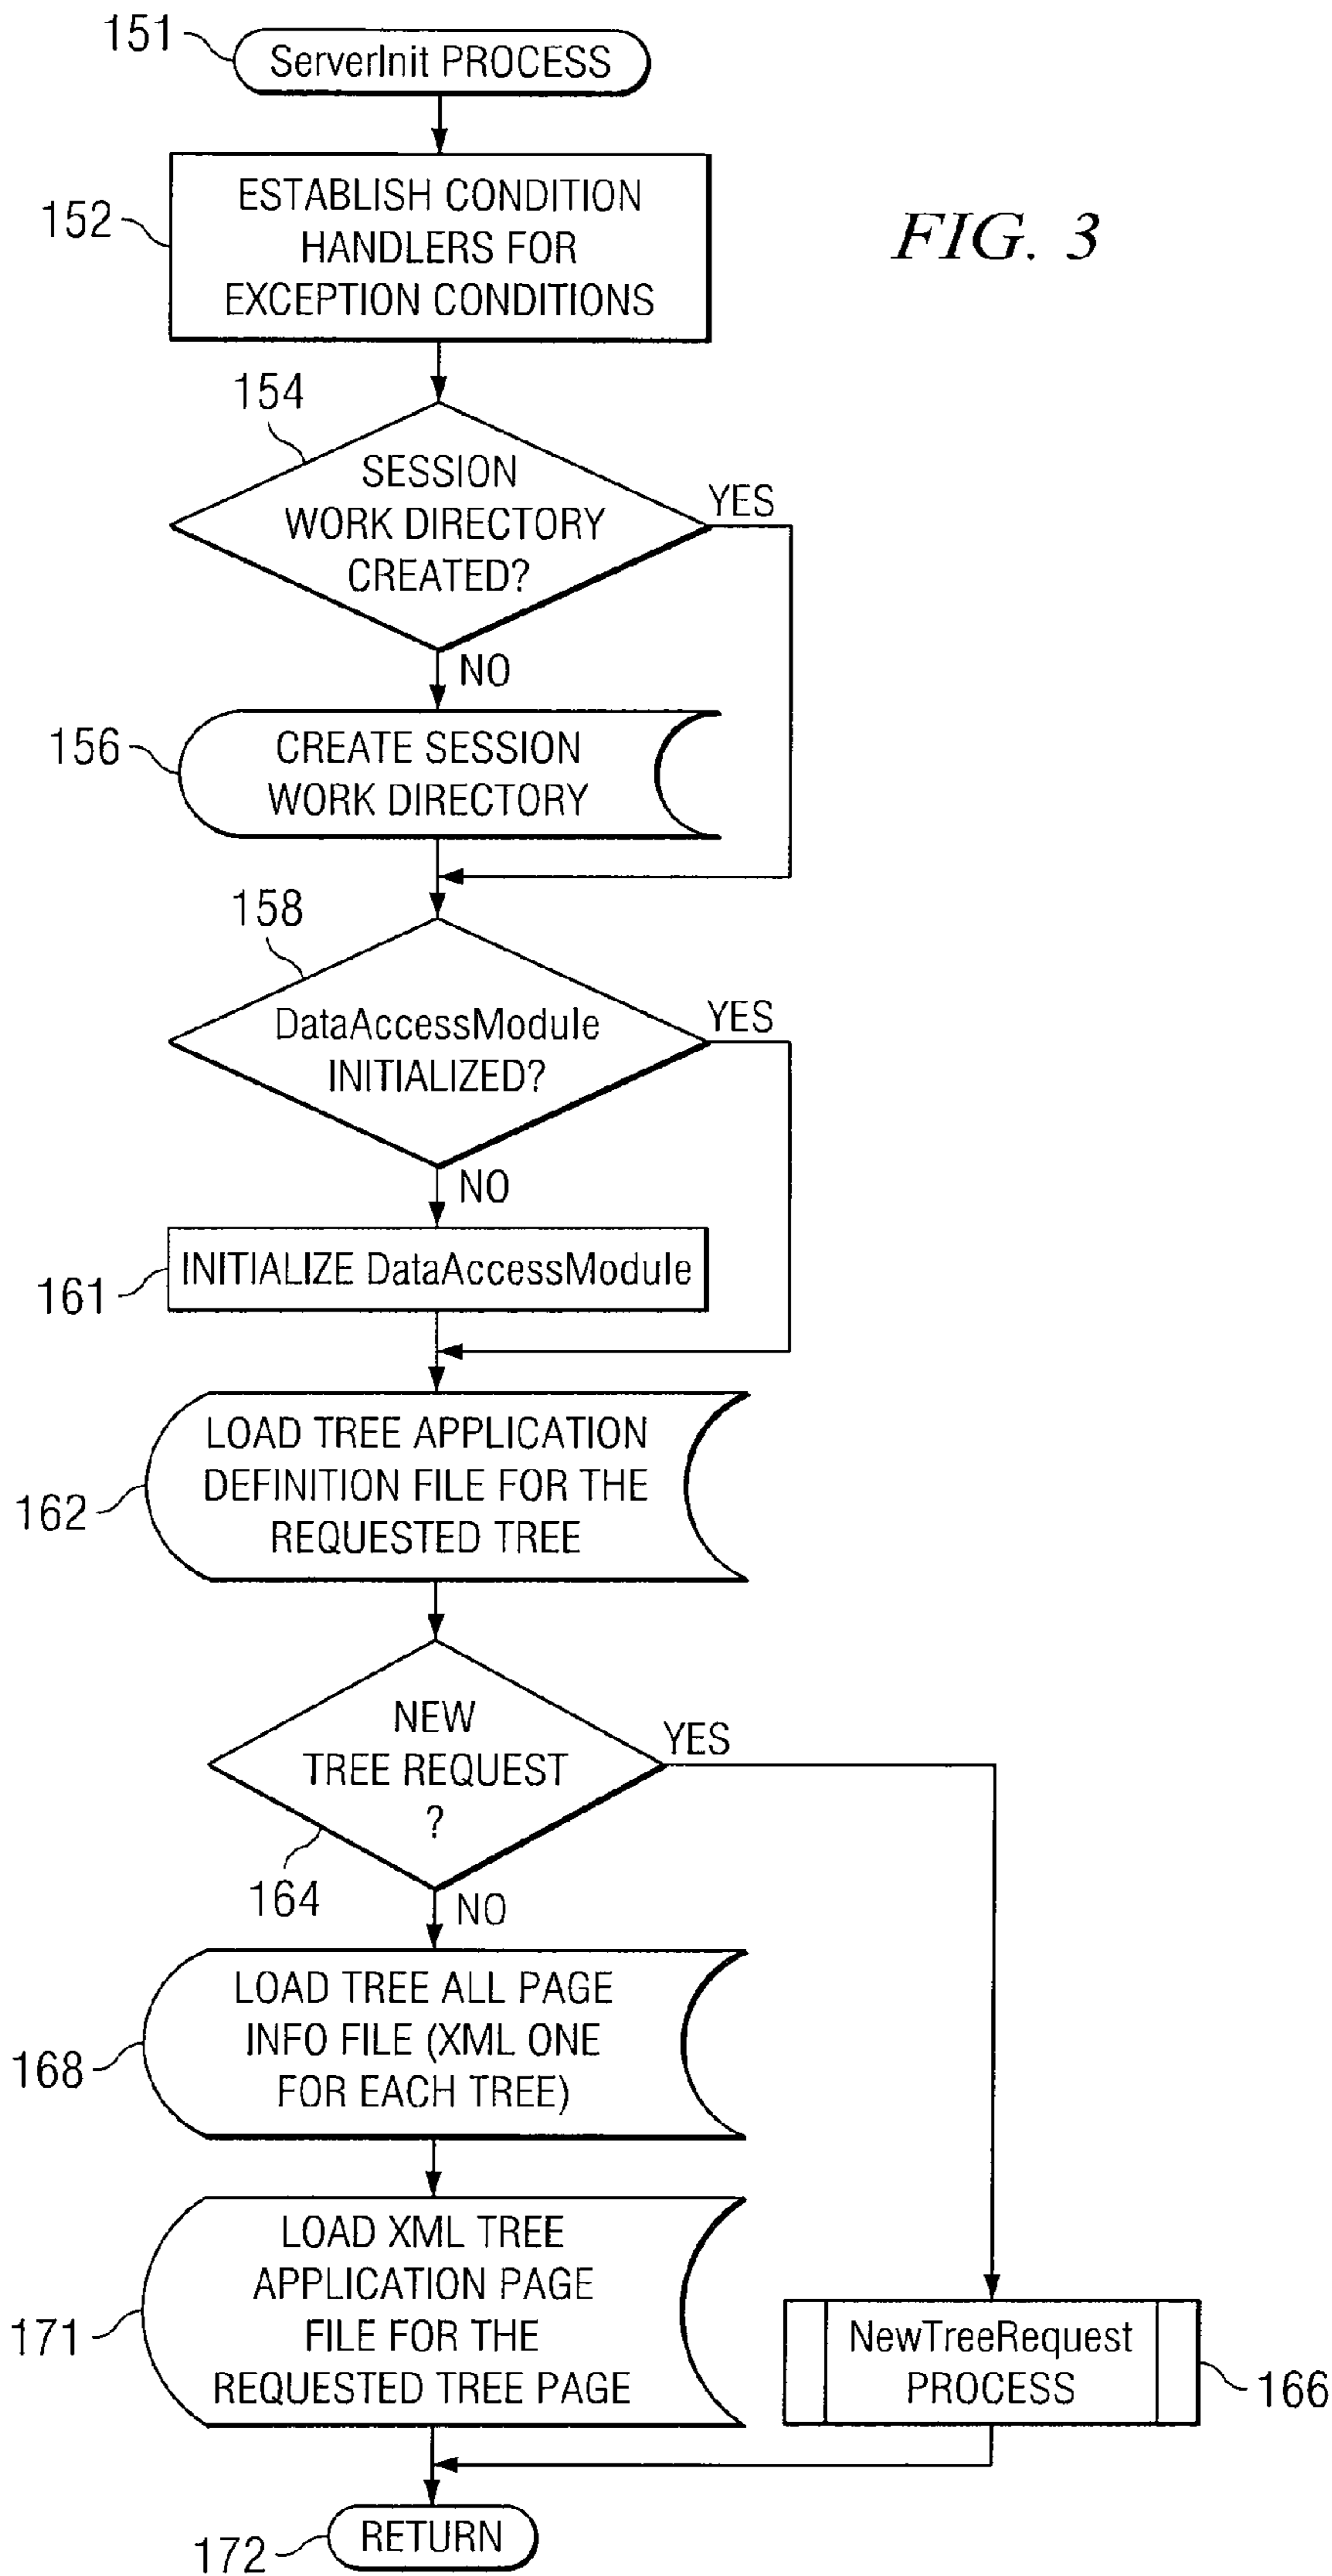 151
ServerInit PROCESS
152
ESTABLISH CONDITION
HANDLERS FOR
EXCEPTION CONDITIONS
FIG. 3
154
SESSION
WORK DIRECTORY
CREATED?
YES
NO
156
CREATE SESSION
WORK DIRECTORY
158
DataAccessModule
INITIALIZED?
YES
NO
161
INITIALIZE DataAccessModule
162
LOAD TREE APPLICATION
DEFINITION FILE FOR THE
REQUESTED TREE
NEW
TREE REQUEST
?
YES
164
NO
168
LOAD TREE ALL PAGE
INFO FILE (XML ONE
FOR EACH TREE)
171
LOAD XML TREE
APPLICATION PAGE
FILE FOR THE
REQUESTED TREE PAGE
NewTreeRequest
PROCESS
166
172
RETURN